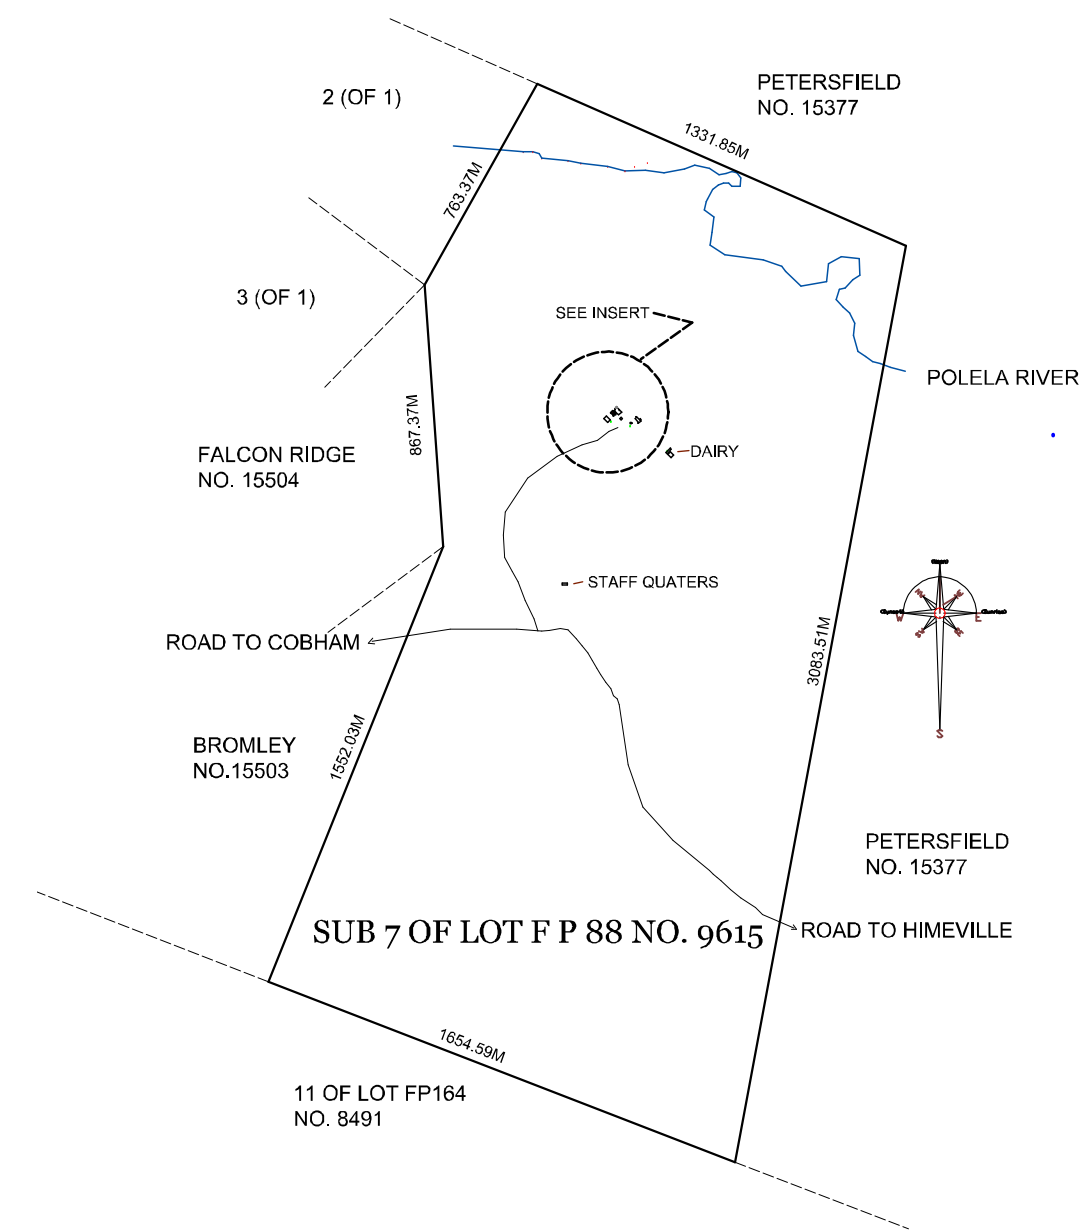 2 (OF 1)
PETERSFIELD
NO. 15377
1331.85M
763.37M
3 (OF 1)
SEE INSERT
POLELA RIVER
867.37M
FALCON RIDGE
NO. 15504
DAIRY
STAFF QUATERS
ROAD TO COBHAM
3083.51M
W
E
S
BROMLEY
NO.15503
1552.03M
PETERSFIELD
NO. 15377
SUB 7 OF LOT F P 88 NO. 9615
ROAD TO HIMEVILLE
1654.59M
11 OF LOT FP164
NO. 8491